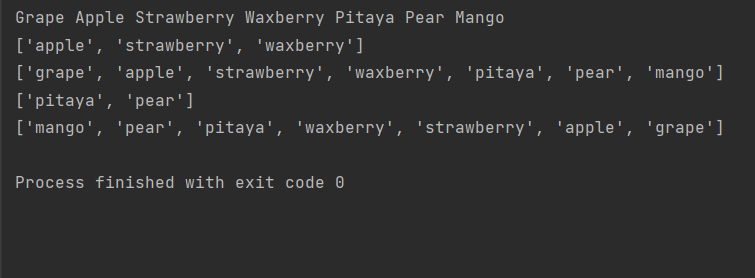 Grape Apple Strawberry Waxberry Pitaya Pear Mango
['apple', 'strawberry', 'waxberry']
['grape', 'apple', 'strawberry', 'waxberry', 'pitaya', 'pear', 'mango']
['pitaya', 'pear']
['mango', 'pear', 'pitaya', 'waxberry', 'strawberry', 'apple', 'grape']
Process finished with exit code 0